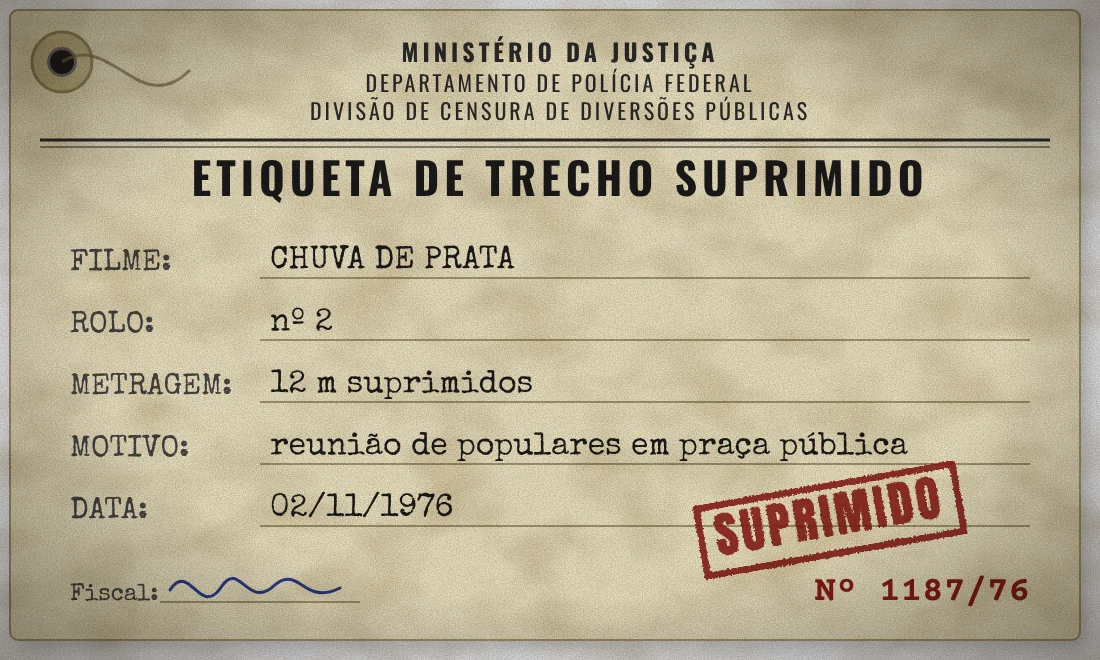 MINISTÉRIO DA JUSTIÇA
DEPARTAMENTO DE POLÍCIA FEDERAL
DIVISÃO DE CENSURA DE DIVERSÕES PÚBLICAS
ETIQUETA DE TRECHO SUPRIMIDO
FILME: CHUVA DE PRATA
ROLO: nº 2
METRAGEM: 12 m suprimidos
MOTIVO: reunião de populares em praça pública
DATA: 02/11/1976
SUPRIMIDO
Fiscal:
Nº 1187/76